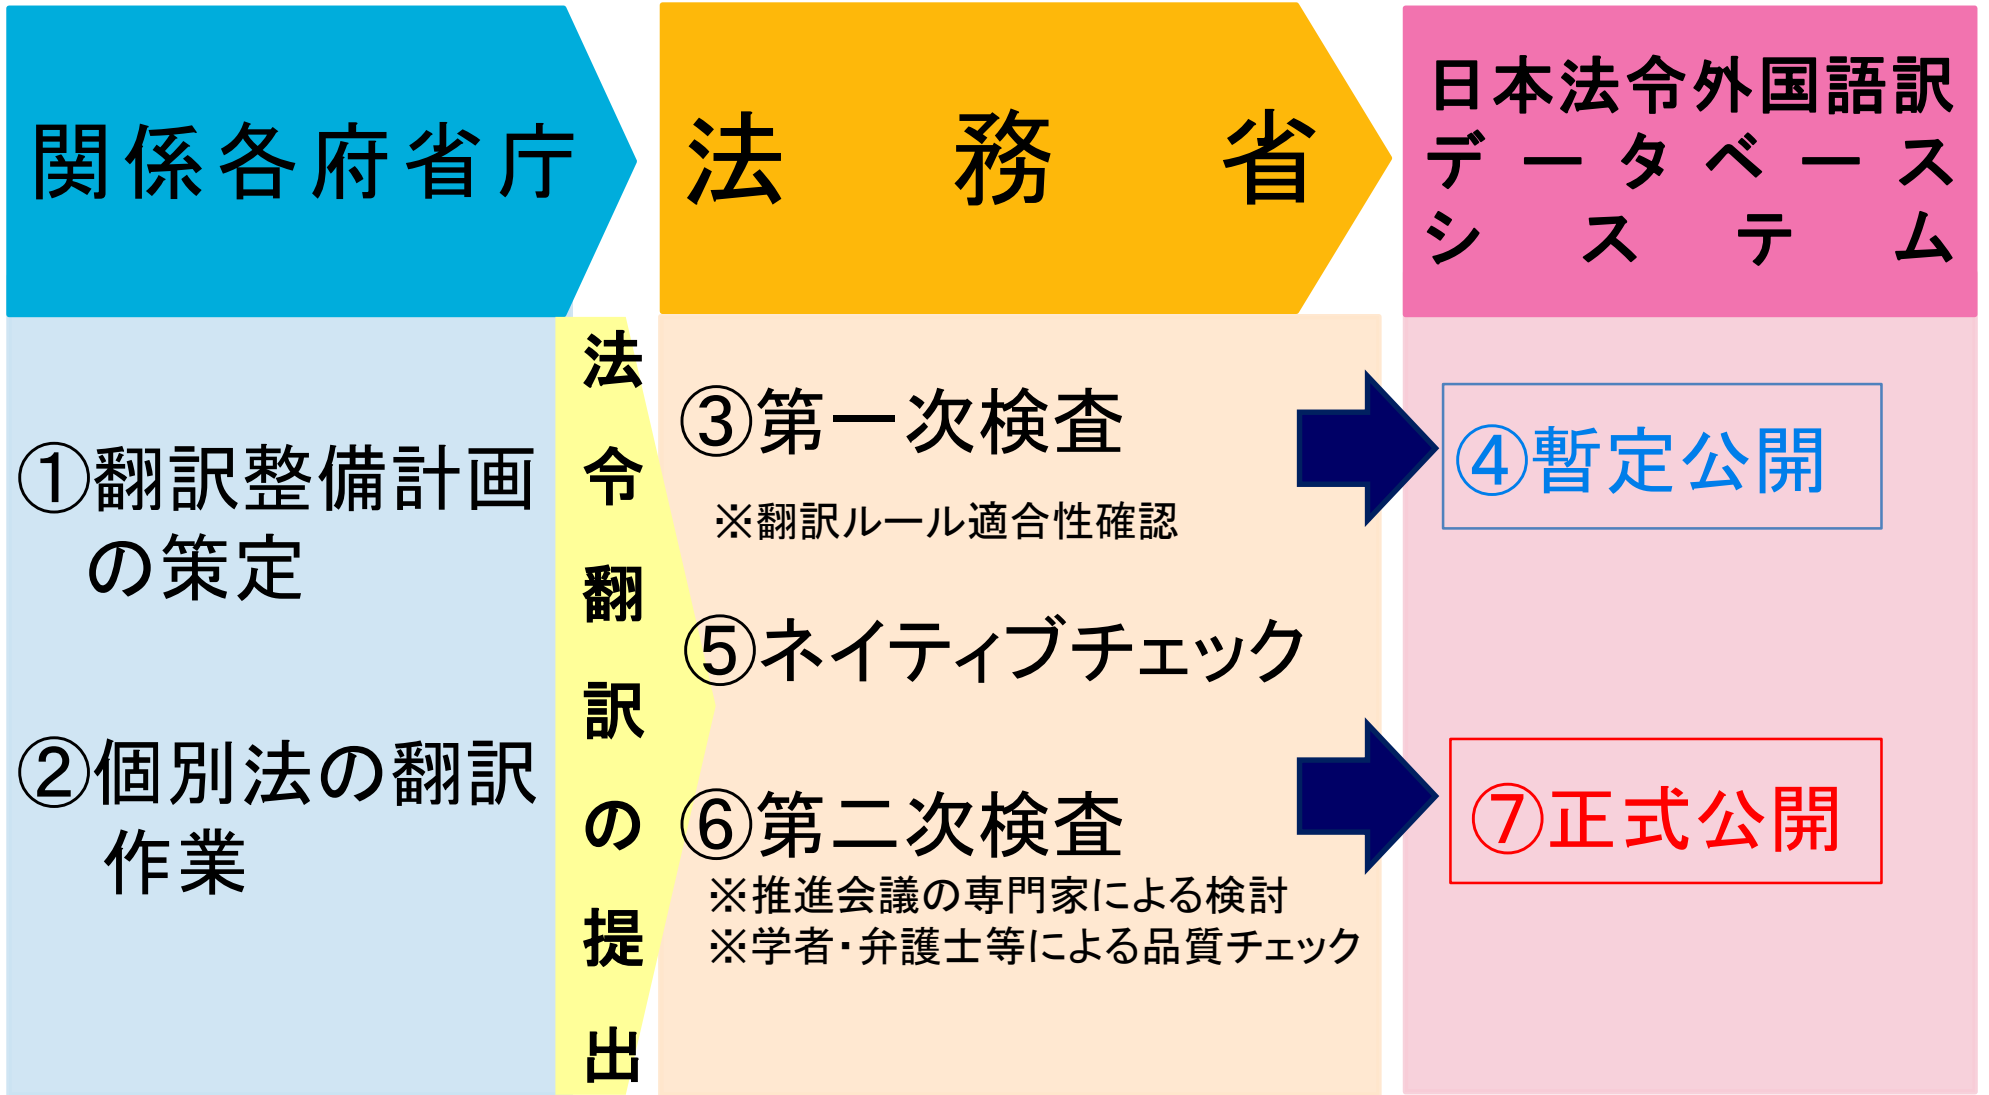 関係各府省庁
①翻訳整備計画
の策定
②個別法の翻訳
作業
法令翻訳の提出
法務省
③第一次検査
※翻訳ルール適合性確認
⑤ネイティブチェック
⑥第二次検査
※推進会議の専門家による検討
※学者・弁護士等による品質チェック
日本法令外国語訳
データベース
システム
④暫定公開
⑦正式公開